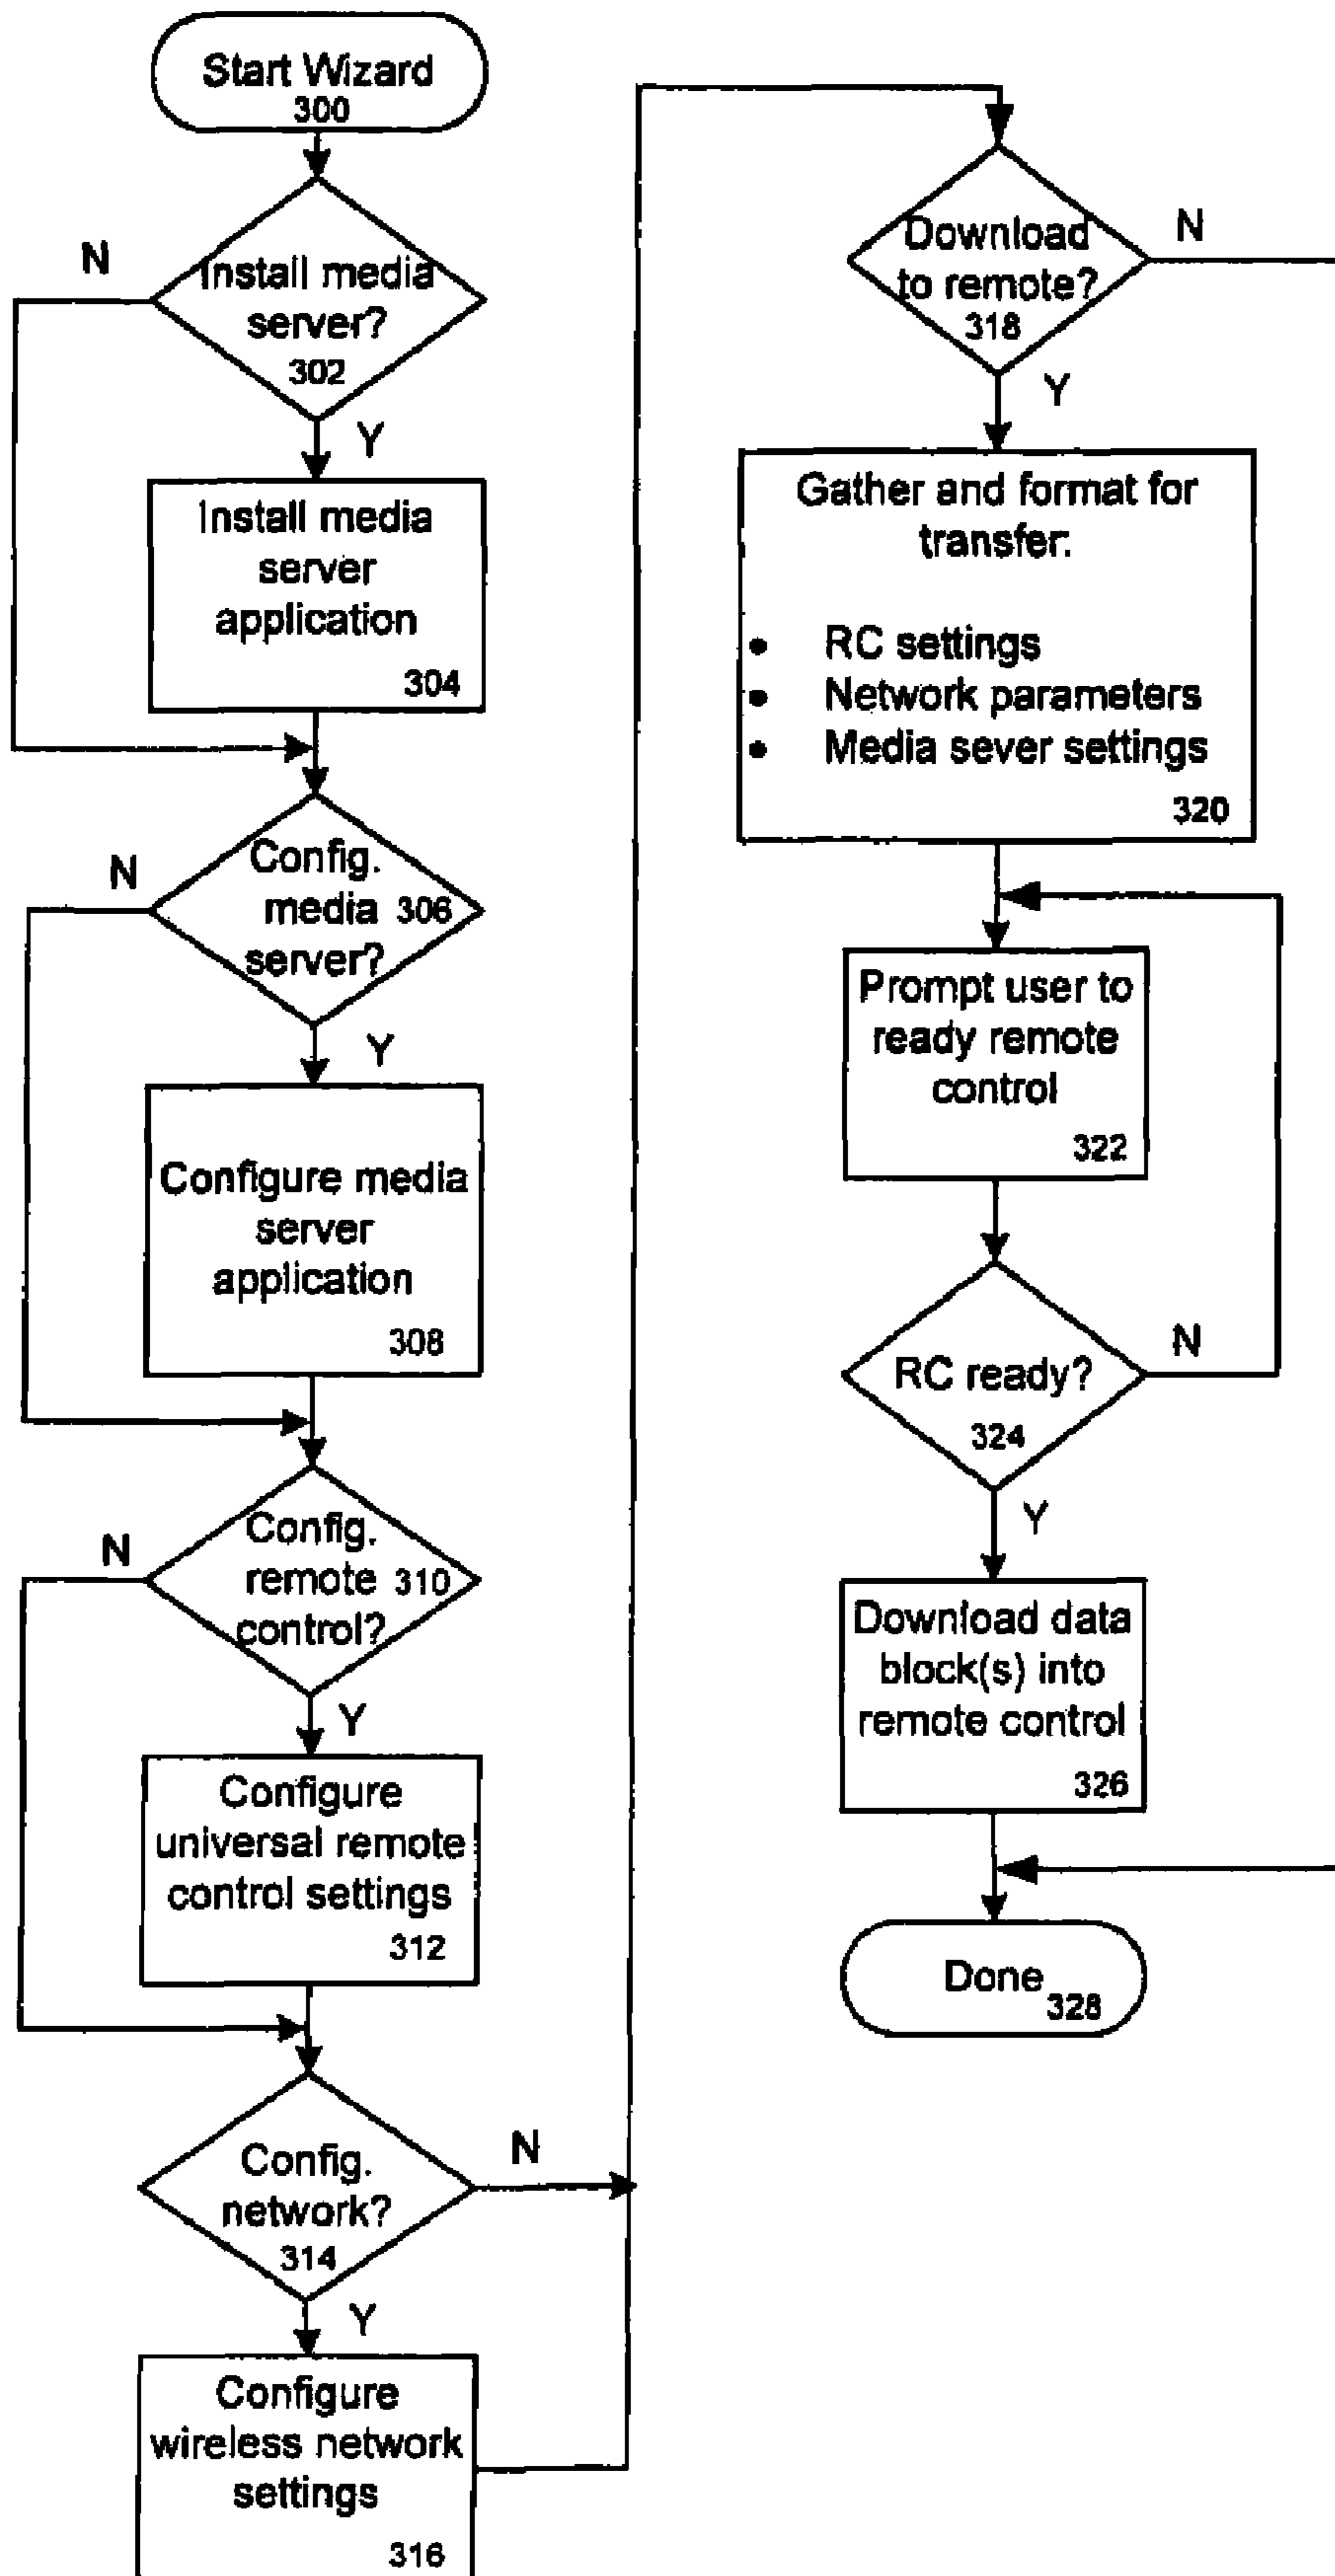 Start Wizard
300
N
Install media
server?
302
Y
Install media
server
application
304
N
Config.
media 306
server?
Y
Configure media
server
application
308
N
Config.
remote 310
control?
Y
Configure
universal remote
control settings
312
Config.
network?
314
N
Y
Configure
wireless network
settings
316
Download
to remote?
318
N
Y
Gather and format for
transfer:
• RC settings
• Network parameters
• Media sever settings
320
Prompt user to
ready remote
control
322
RC ready?
324
N
Y
Download data
block(s) into
remote control
326
Done
328